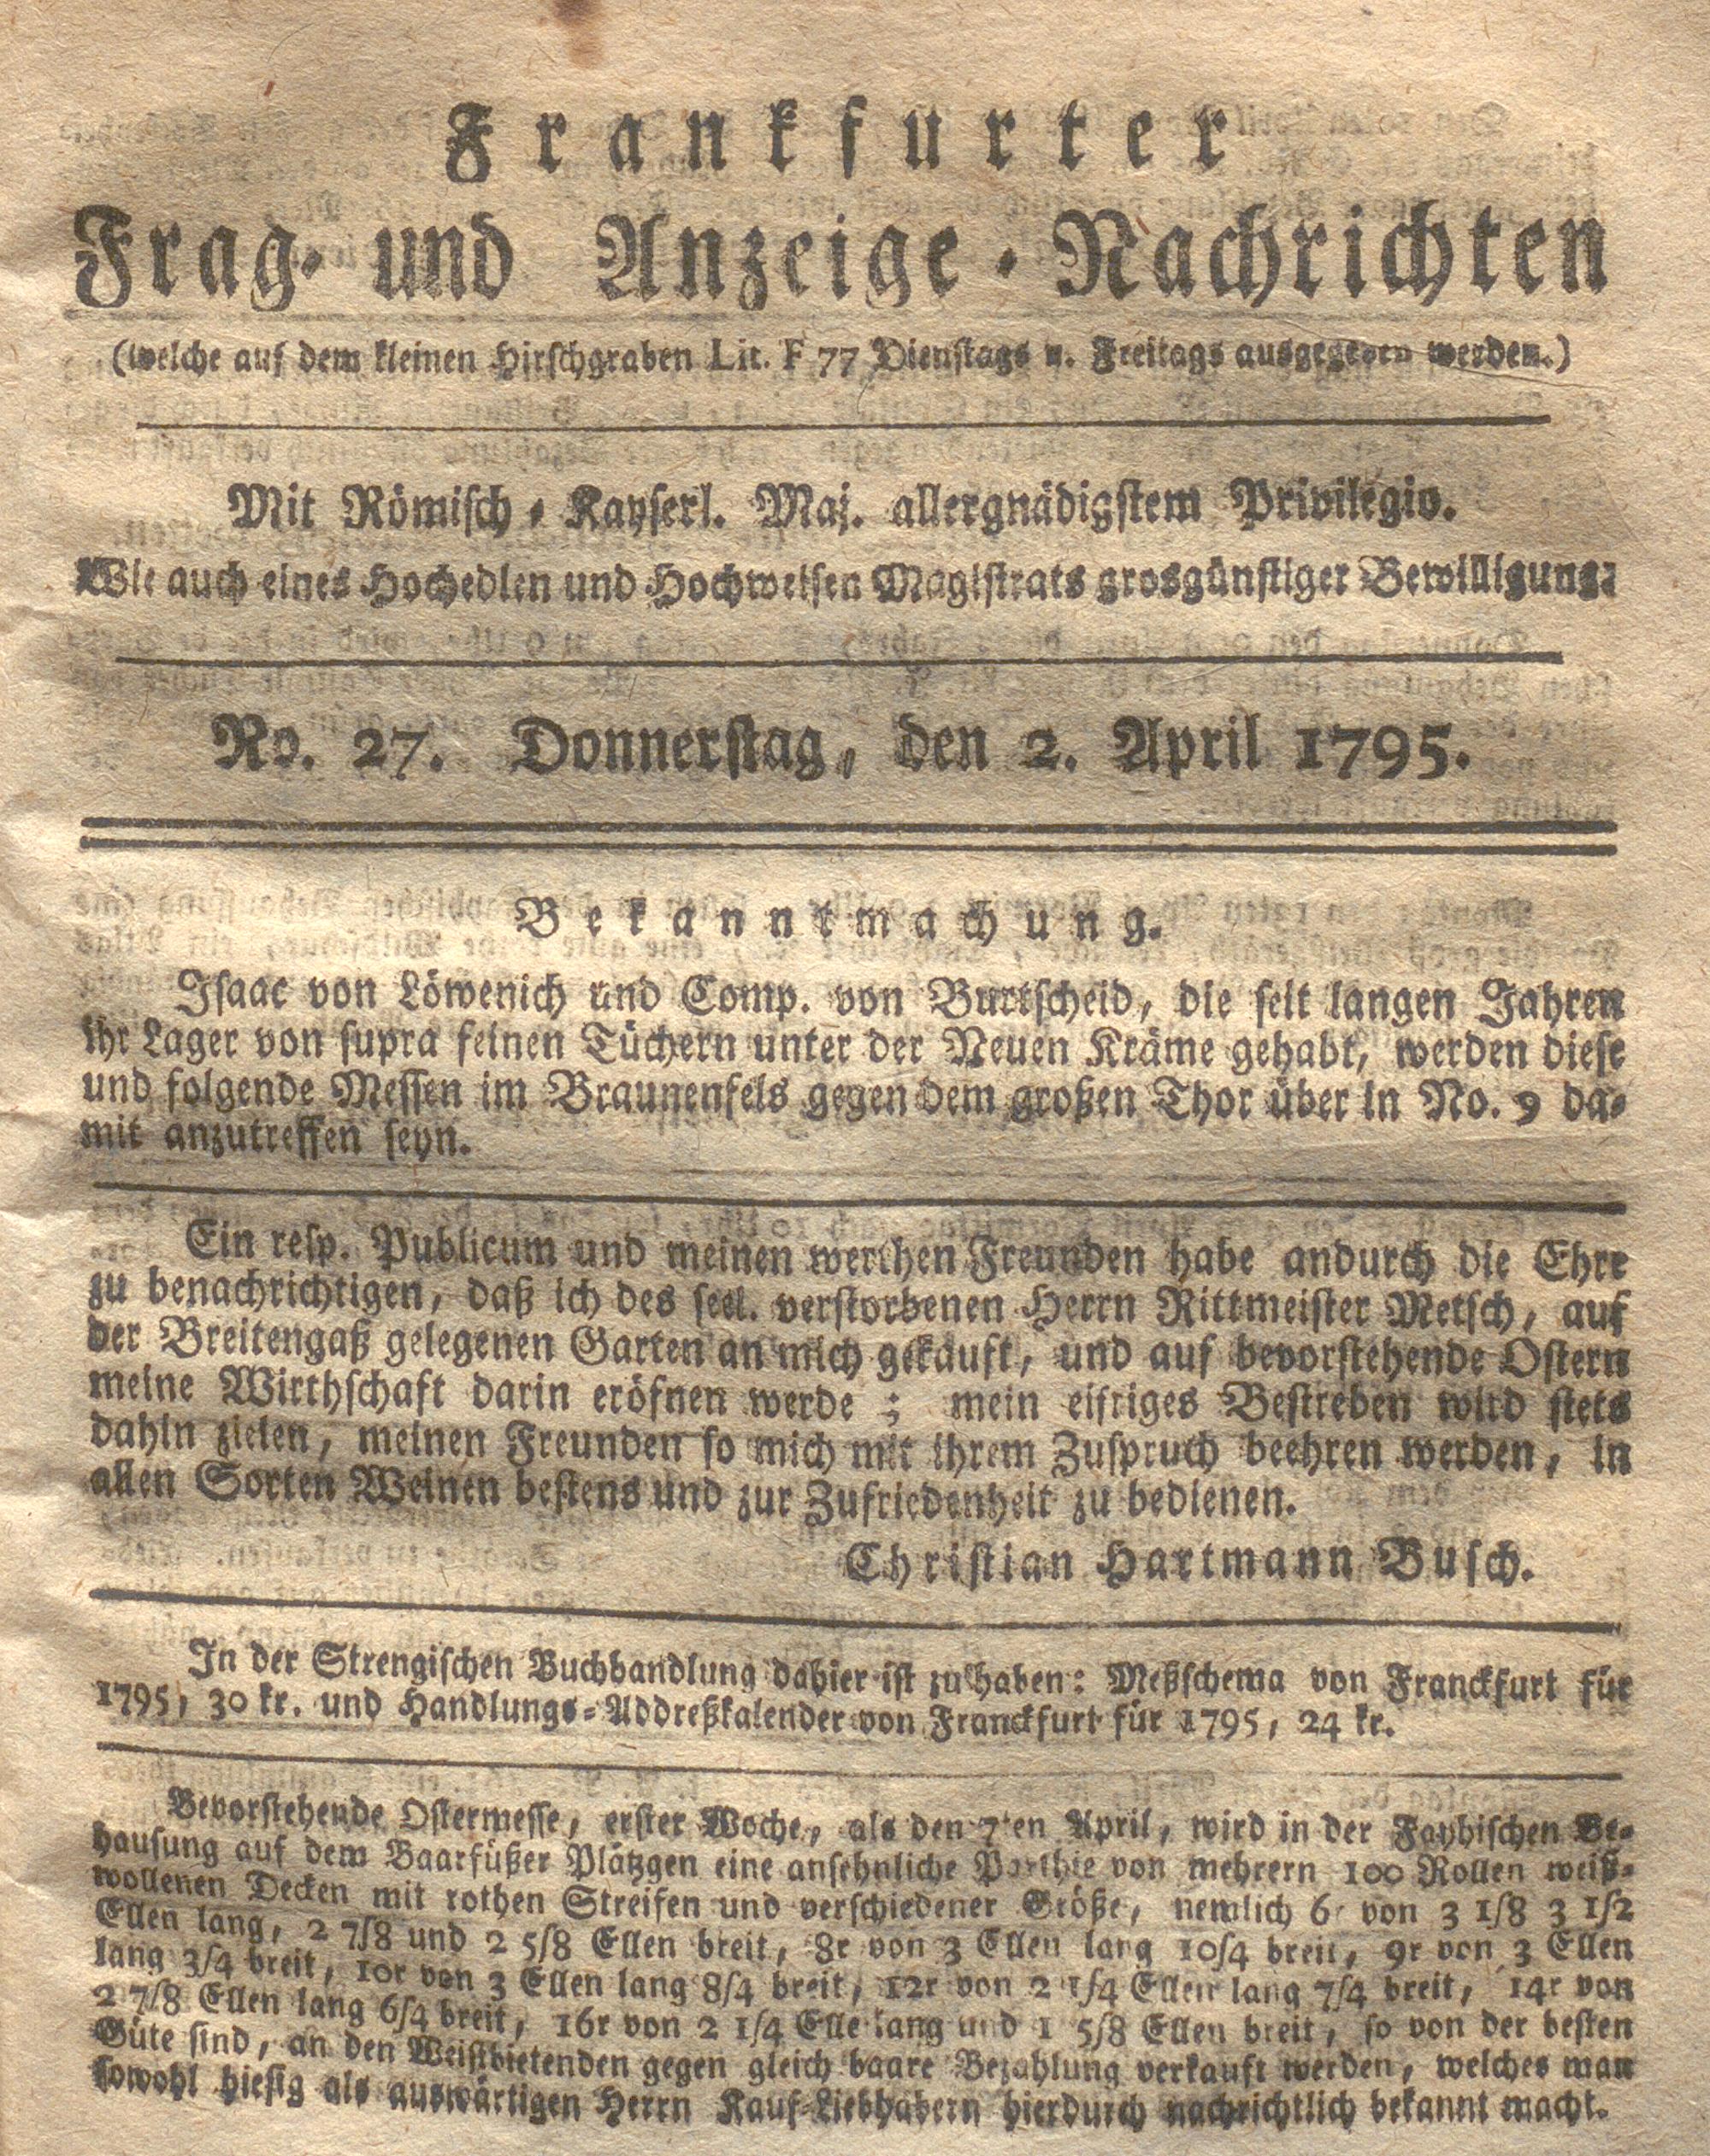 Frankfurter
Frag- und Anzeige-Nachrichten
(welche auf dem kleinen Hirschgraben Lit. F 77 Dienstags u. Freitags ausgegeben werden.)
Mit Römisch-Kayserl. Maj. allergnädigstem Privilegio.
Wie auch eines Hochedlen und Hochweisen Magistrats grosgünstiger Bewilligung.
No. 27. Donnerstag, den 2. April 1795.
Bekanntmachung.
Isaac von Löwenich und Comp. von Burtscheid, die seit langen Jahren
ihr Lager von supra feinen Tüchern unter der Neuen Kräme gehabt, werden diese
und folgende Messen im Braunenfels gegen dem großen Thor über in No. 9 da-
mit anzutreffen seyn.
Ein resp. Publicum und meinen werthen Freunden habe andurch die Ehre
zu benachrichtigen, daß ich des seel. verstorbenen Herrn Rittmeister Metsch, auf
der Breitengaß gelegenen Garten an mich gekauft, und auf bevorstehende Ostern
meine Wirthschaft darin eröfnen werde; mein eifriges Bestreben wird stets
dahin zielen, meinen Freunden so mich mit ihrem Zuspruch beehren werden, in
allen Sorten Weinen bestens und zur Zufriedenheit zu bedienen.
Christian Hartmann Busch.
In der Strengischen Buchhandlung dahier ist zu haben: Meßschema von Franckfurt für
1795, 30 kr. und Handlungs-Addreßkalender von Franckfurt für 1795, 24 kr.
Bevorstehende Ostermesse, erster Woche, als den 7ten April, wird in der Fayhischen Be-
hausung auf dem Baarfüßer Plätzgen eine ansehnliche Parthie von mehrern 100 Rollen weiß-
wollenen Decken mit rothen Streifen und verschiedener Größe, nemlich 6r von 3 1/8 3 1/2
Ellen lang, 2 7/8 und 2 5/8 Ellen breit, 8r von 3 Ellen lang 10/4 breit, 9r von 3 Ellen
lang 3/4 breit, 10r von 3 Ellen lang 8/4 breit, 12r von 2 1/4 Ellen lang 7/4 breit, 14r von
2 7/8 Ellen lang 6/4 breit, 16r von 2 1/4 Elle lang und 1 5/8 Ellen breit, so von der besten
Güte sind, an den Meistbietenden gegen gleich baare Bezahlung verkauft werden, welches man
sowohl hiesig als auswärtigen Herrn Kauf-Liebhabern hierdurch nachrichtlich bekannt macht.